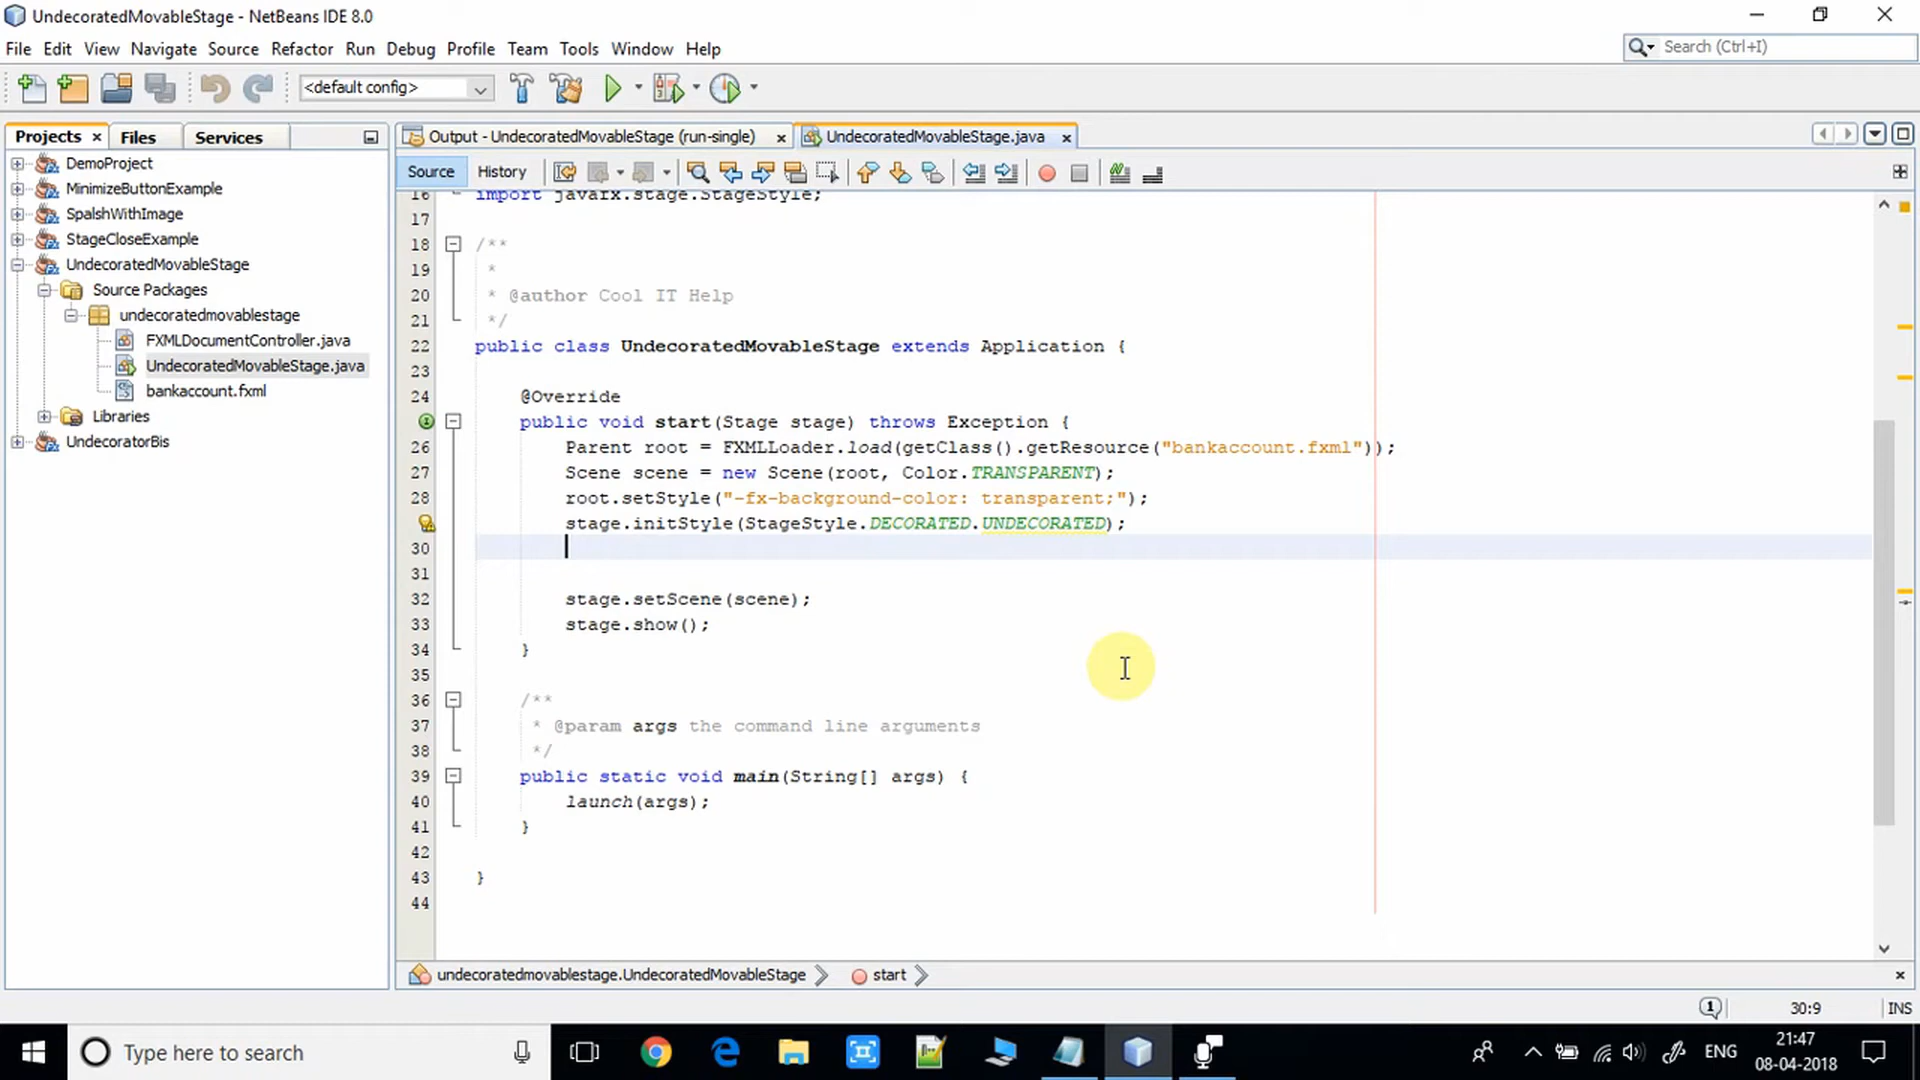 UndecoratedMovableStage - NetBeans IDE 8.0
File Edit View Navigate Source Refactor Run Debug Profile Team Tools Window Help
Search (Ctrl+I)
<default config>
Projects Files Services
Output - UndecoratedMovableStage (run-single) UndecoratedMovableStage.java
Source History
DemoProject
MinimizeButtonExample
SpalshWithImage
StageCloseExample
UndecoratedMovableStage
Source Packages
undecoratedmovablestage
FXMLDocumentController.java
UndecoratedMovableStage.java
bankaccount.fxml
Libraries
UndecoratorBis
16 import javafx.stage.StageStyle;
17
18 /**
19 *
20 * @author Cool IT Help
21 */
22 public class UndecoratedMovableStage extends Application {
23
24 @Override
public void start(Stage stage) throws Exception {
26 Parent root = FXMLLoader.load(getClass().getResource("bankaccount.fxml"));
27 Scene scene = new Scene(root, Color.TRANSPARENT);
28 root.setStyle("-fx-background-color: transparent;");
stage.initStyle(StageStyle.DECORATED.UNDECORATED);
30
31
32 stage.setScene(scene);
33 stage.show();
34 }
35
36 /**
37 * @param args the command line arguments
38 */
39 public static void main(String[] args) {
40 launch(args);
41 }
42
43 }
44
undecoratedmovablestage.UndecoratedMovableStage start
1 30:9 INS
Type here to search
ENG
21:47
08-04-2018